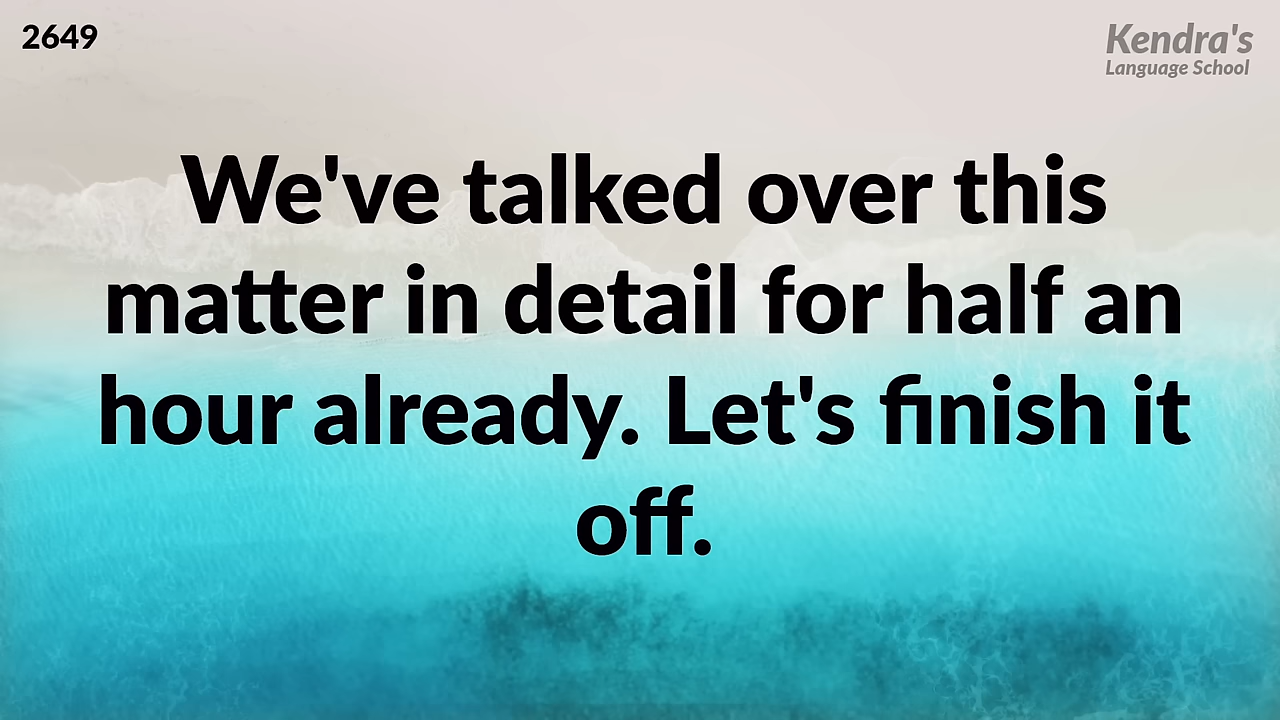 2649
Kendra's
Language School
We've talked over this
matter in detail for half an
hour already. Let's finish it
off.